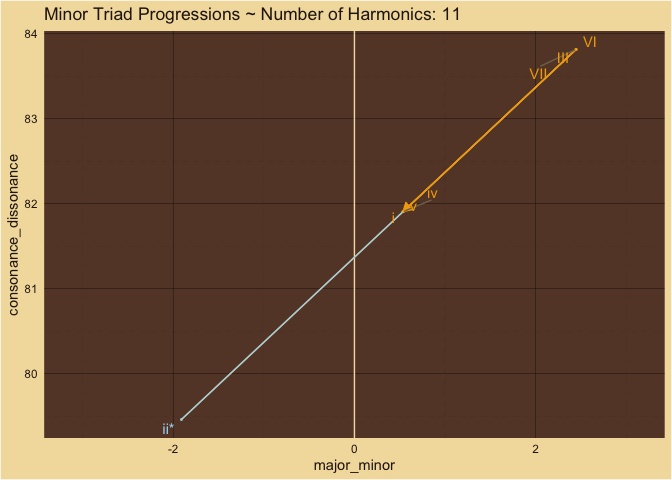 Minor Triad Progressions ~ Number of Harmonics: 11
84
VI
III
VII
83
iv
82
v
i
consonance_dissonance
81
80
ii*
-2
0
2
major_minor